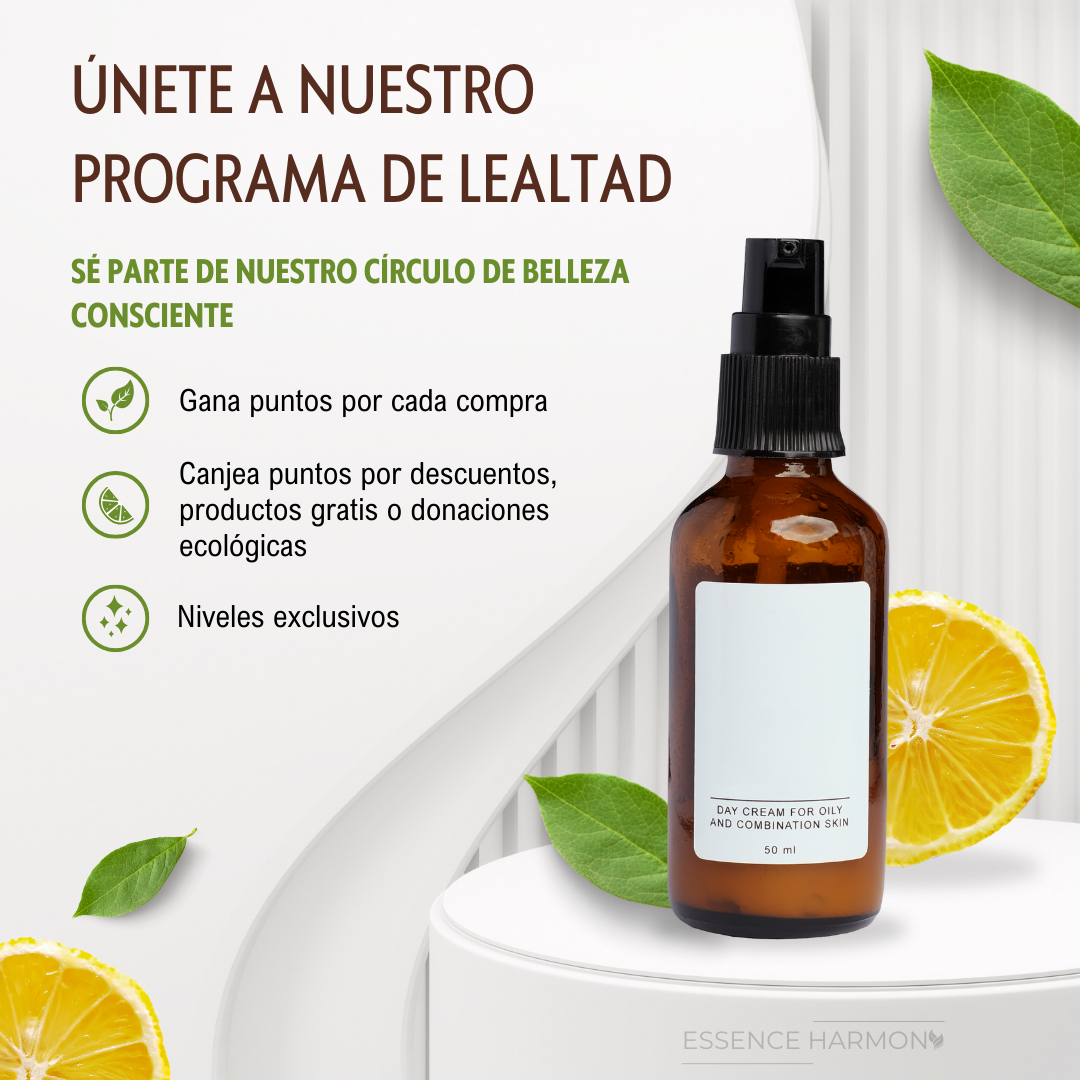 ÚNETE A NUESTRO
PROGRAMA DE LEALTAD
SÉ PARTE DE NUESTRO CÍRCULO DE BELLEZA
CONSCIENTE
Gana puntos por cada compra
Canjea puntos por descuentos,
productos gratis o donaciones
ecológicas
Niveles exclusivos
DAY CREAM FOR OILY
AND COMBINATION SKIN
50 ml
ESSENCE HARMONY